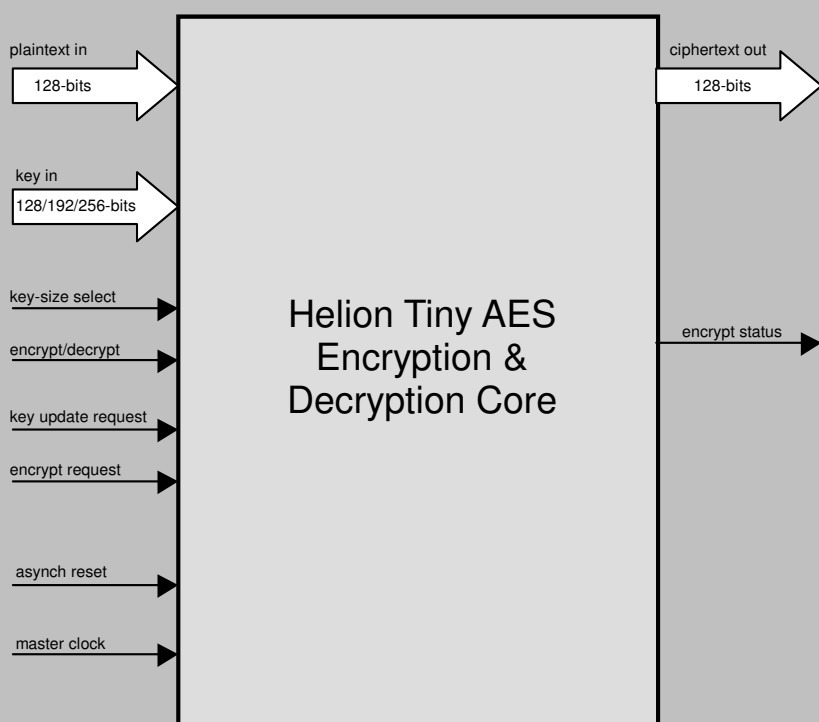 plaintext in
128-bits
key in
128/192/256-bits
key-size select
encrypt/decrypt
key update request
encrypt request
asynch reset
master clock
Helion Tiny AES
Encryption &
Decryption Core
ciphertext out
128-bits
encrypt status